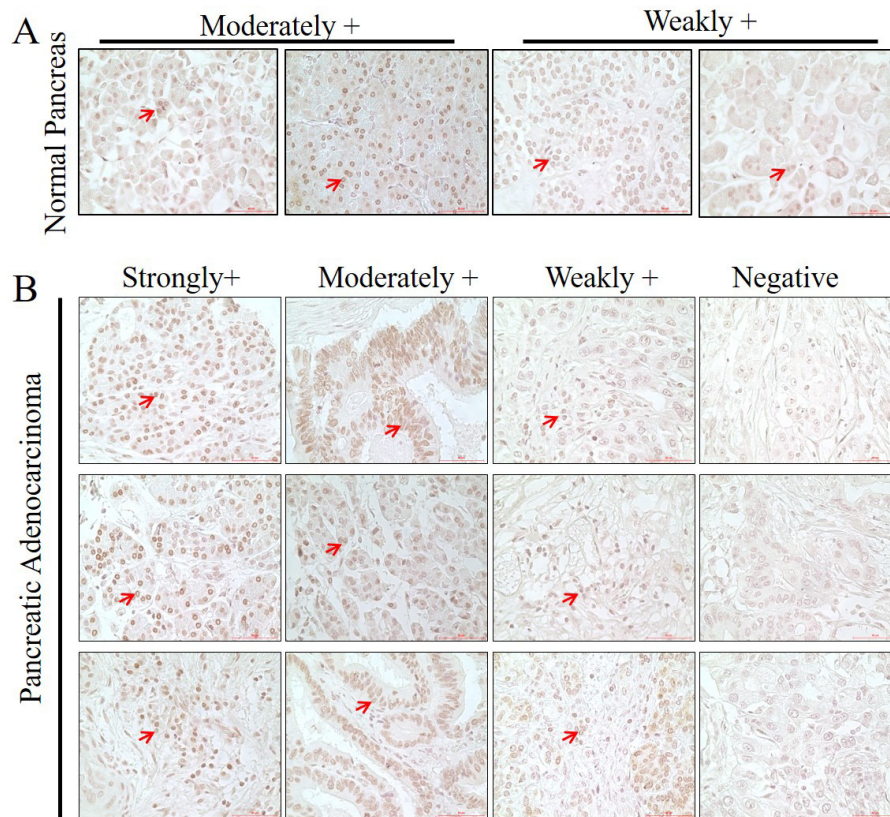 A
Moderately +
Weakly +
Normal Pancreas
B
Strongly+
Moderately +
Weakly +
Negative
Pancreatic Adenocarcinoma